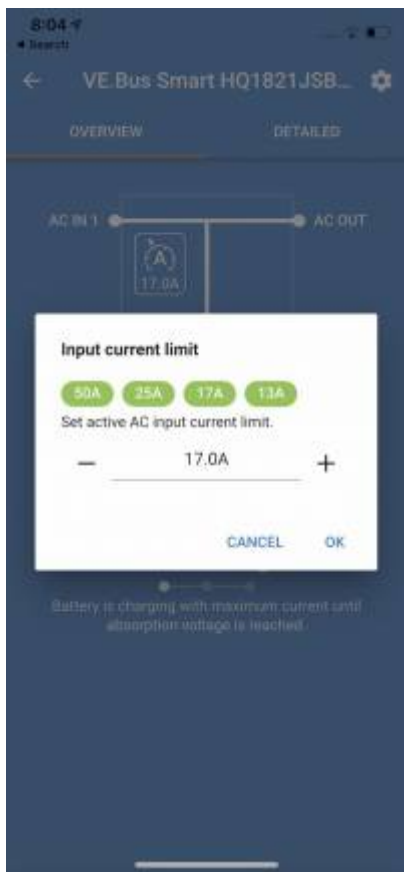 8:04
Search
VE.Bus Smart HQ1821JSB...
OVERVIEW
DETAILED
AC IN 1
AC OUT
A
17.0A
Input current limit
50A 25A 17A 13A
Set active AC input current limit.
— 17.0A +
CANCEL OK
Battery is charging with maximum current until
absorption voltage is reached.